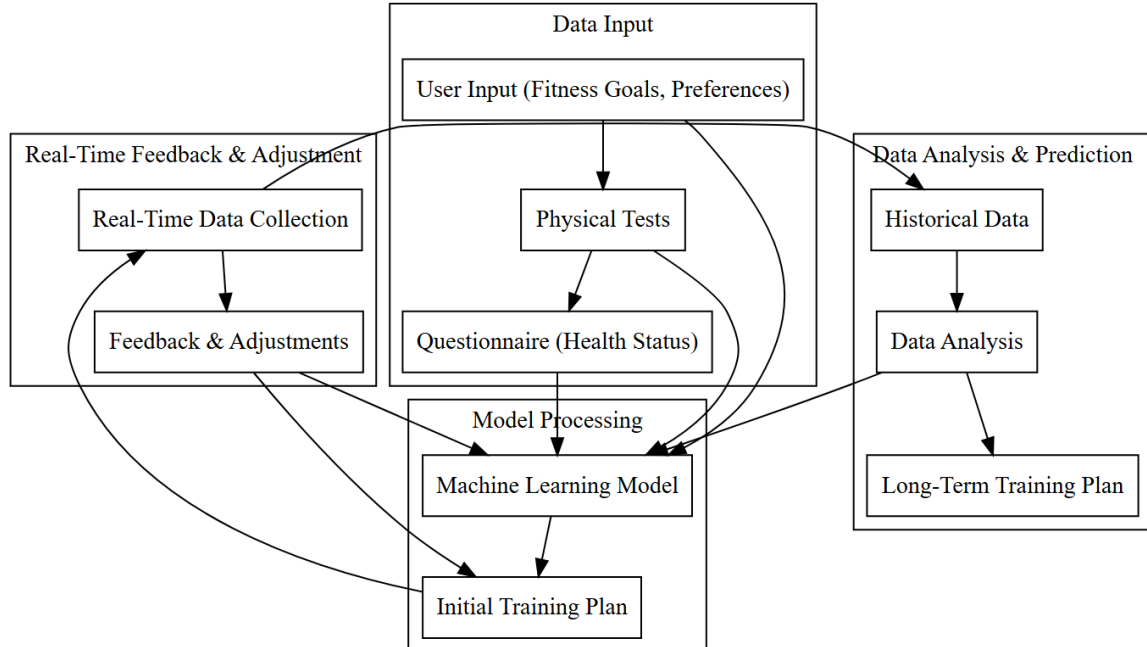 Data Input
User Input (Fitness Goals, Preferences)
Physical Tests
Questionnaire (Health Status)
Real-Time Feedback & Adjustment
Real-Time Data Collection
Feedback & Adjustments
Data Analysis & Prediction
Historical Data
Data Analysis
Long-Term Training Plan
Model Processing
Machine Learning Model
Initial Training Plan